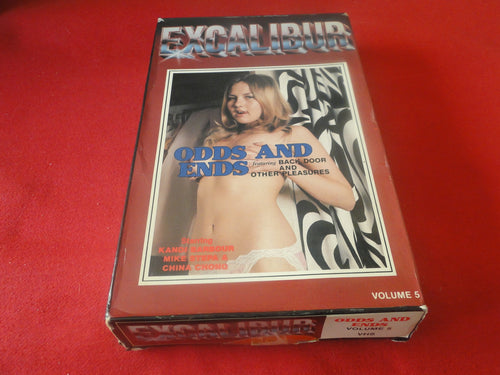 EXCALIBUR
ODDS AND
ENDS featuring BACK DOOR
AND
OTHER PLEASURES
Starring
KANDI BARBOUR
MIKE STEPA &
CHINA CHONG
VOLUME 5
EXCALIBUR
ODDS AND
ENDS
VOLUME 5
VHS